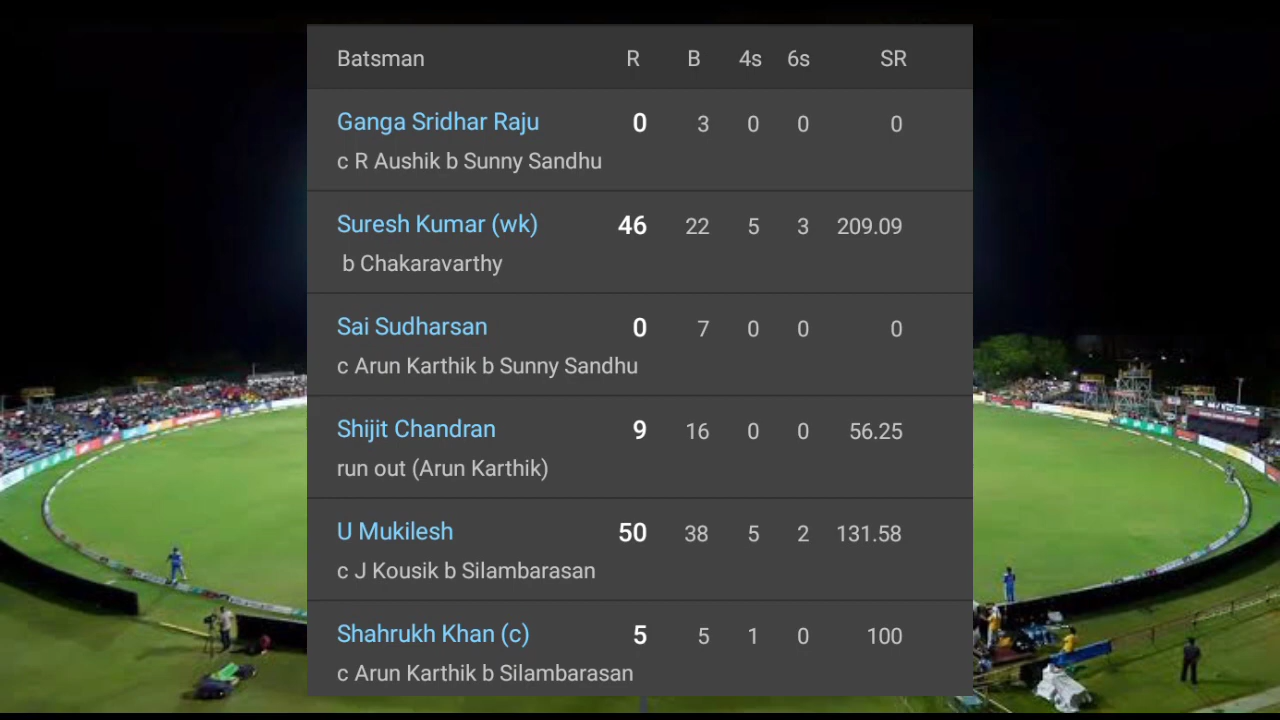 Batsman R B 4s 6s SR
Ganga Sridhar Raju 0 3 0 0 0
c R Aushik b Sunny Sandhu
Suresh Kumar (wk) 46 22 5 3 209.09
b Chakaravarthy
Sai Sudharsan 0 7 0 0 0
c Arun Karthik b Sunny Sandhu
Shijit Chandran 9 16 0 0 56.25
run out (Arun Karthik)
U Mukilesh 50 38 5 2 131.58
c J Kousik b Silambarasan
Shahrukh Khan (c) 5 5 1 0 100
c Arun Karthik b Silambarasan